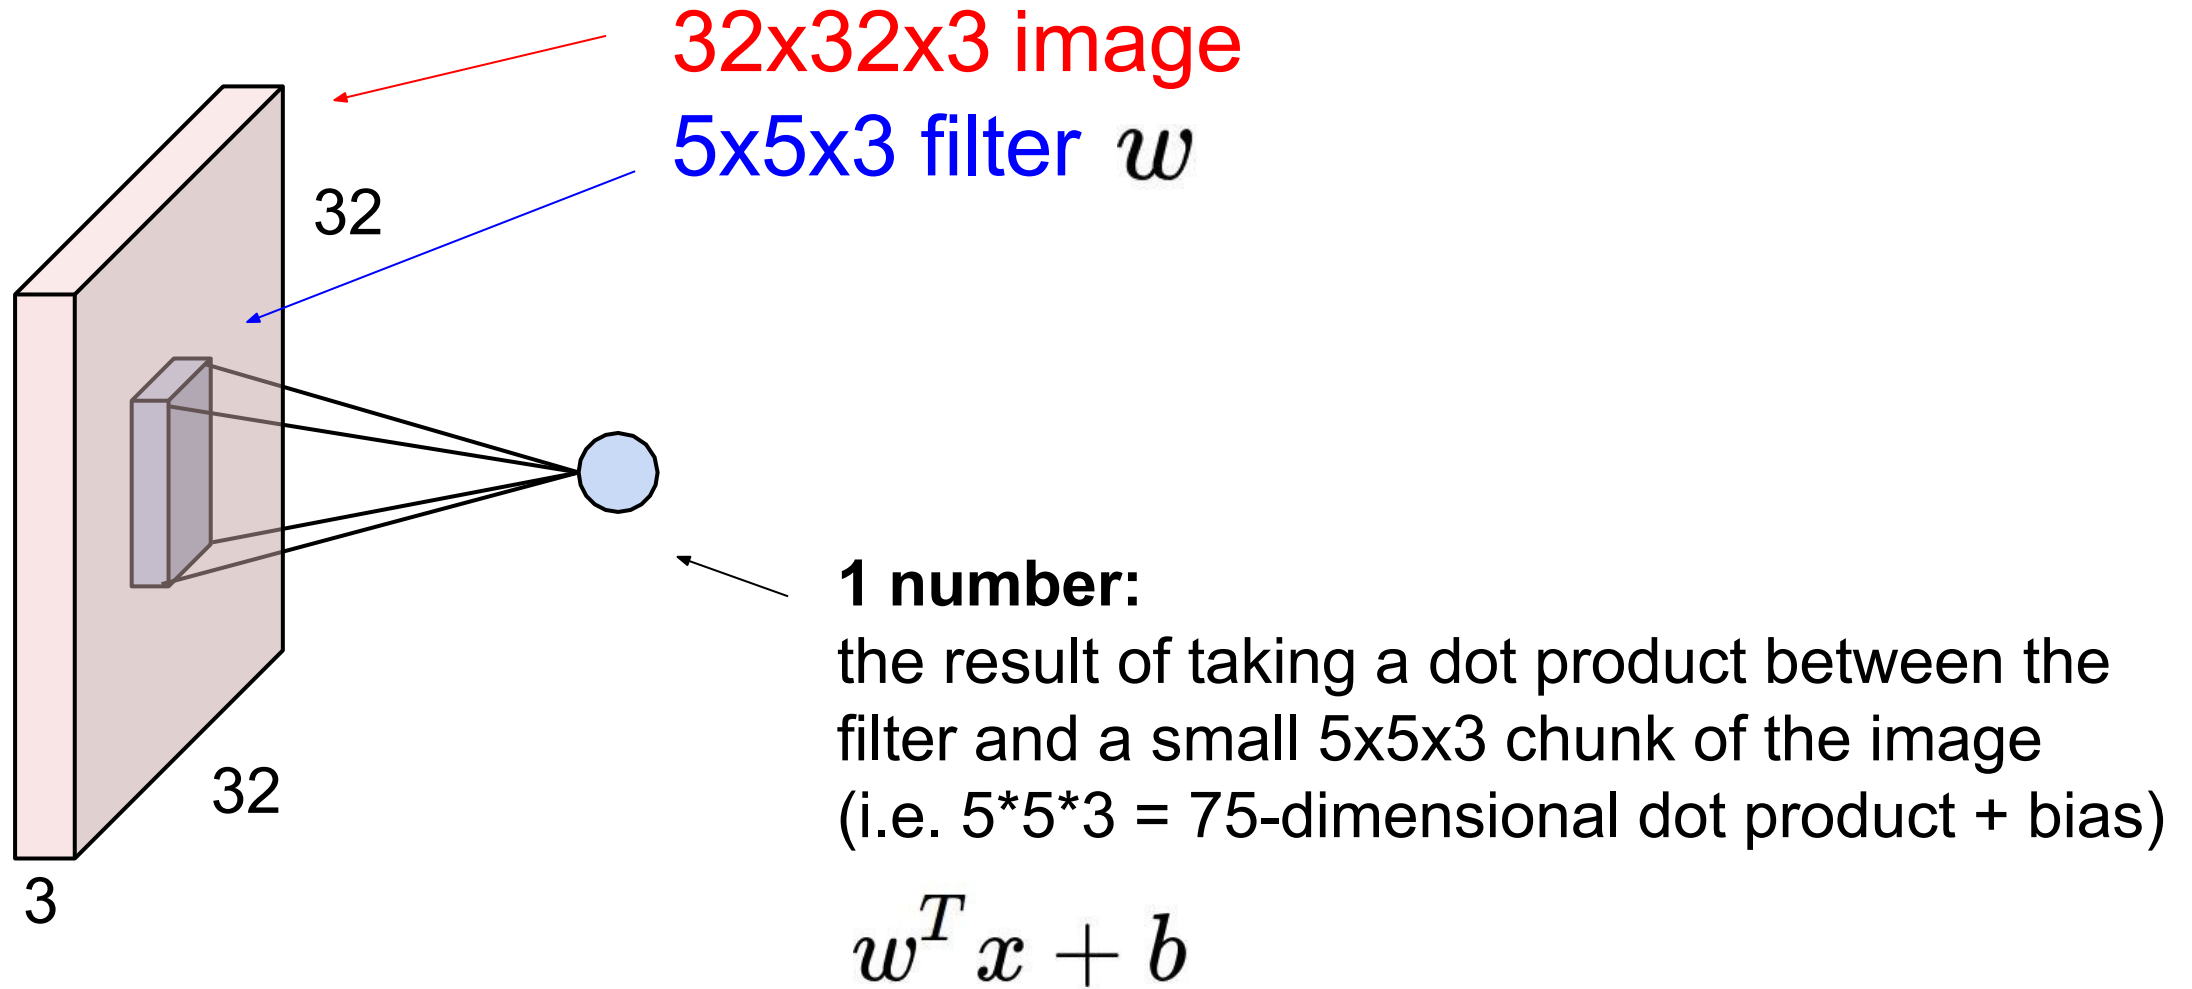 32x32x3 image
5x5x3 filter w
32
32
3
1 number:
the result of taking a dot product between the
filter and a small 5x5x3 chunk of the image
(i.e. 5*5*3 = 75-dimensional dot product + bias)
w^T x + b